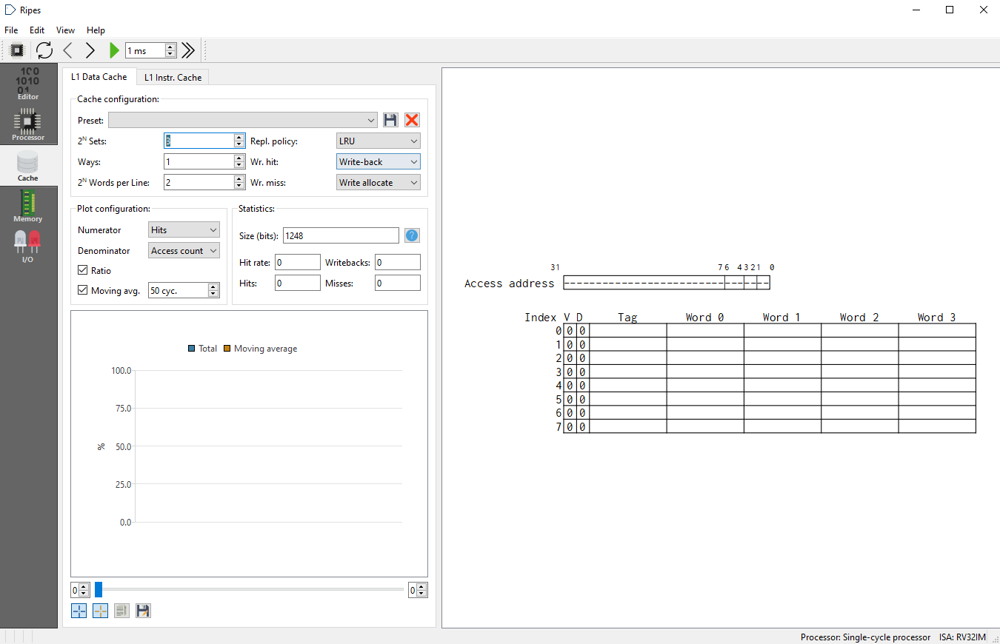 Ripes
File Edit View Help
1 ms
100
1010
01
Editor
Processor
Cache
Memory
I/O
L1 Data Cache L1 Instr. Cache
Cache configuration:
Preset:
2^N Sets: 3 Repl. policy: LRU
Ways: 1 Wr. hit: Write-back
2^N Words per Line: 2 Wr. miss: Write allocate
Plot configuration:
Numerator Hits
Denominator Access count
Ratio
Moving avg. 50 cyc.
Statistics:
Size (bits): 1248 ?
Hit rate: 0 Writebacks: 0
Hits: 0 Misses: 0
Total Moving average
100.0
75.0
% 50.0
25.0
0.0
0 0
31 7 6 4 3 2 1 0
Access address --------------------------------
Index V D Tag Word 0 Word 1 Word 2 Word 3
0 0 0
1 0 0
2 0 0
3 0 0
4 0 0
5 0 0
6 0 0
7 0 0
Processor: Single-cycle processor ISA: RV32IM